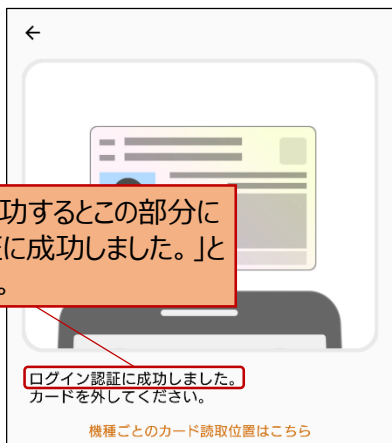 ←
功するとこの部分に
に成功しました。」と
。
ログイン認証に成功しました。
カードを外してください。
機種ごとのカード読取位置はこちら